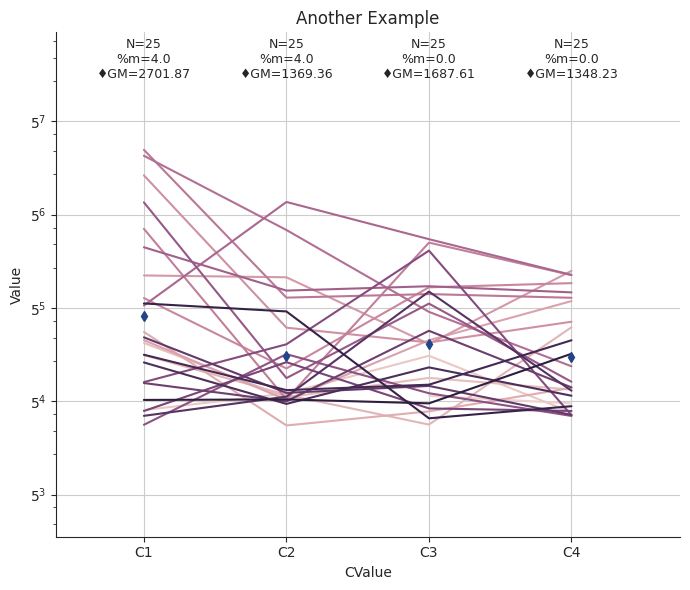 Another Example
N=25 N=25 N=25 N=25
%m=4.0 %m=4.0 %m=0.0 %m=0.0
♦GM=2701.87 ♦GM=1369.36 ♦GM=1687.61 ♦GM=1348.23
5⁷
5⁶
5⁵
5⁴
5³
Value
C1 C2 C3 C4
CValue